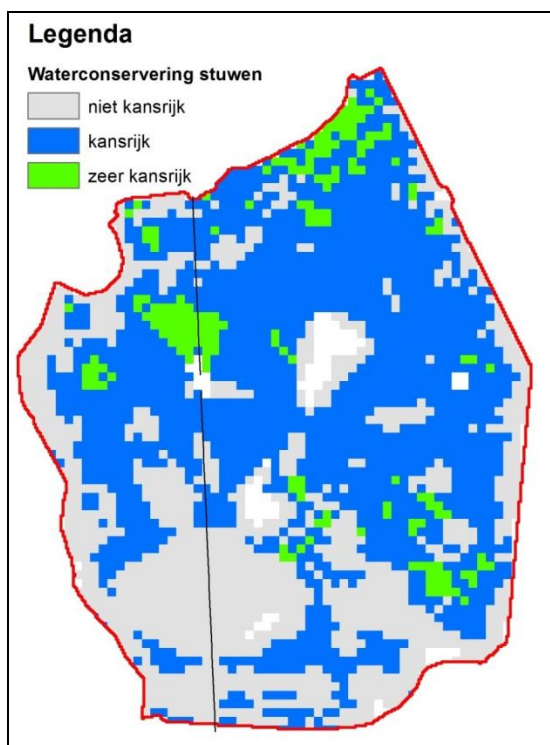 Legenda
Waterconservering stuwen
niet kansrijk
kansrijk
zeer kansrijk